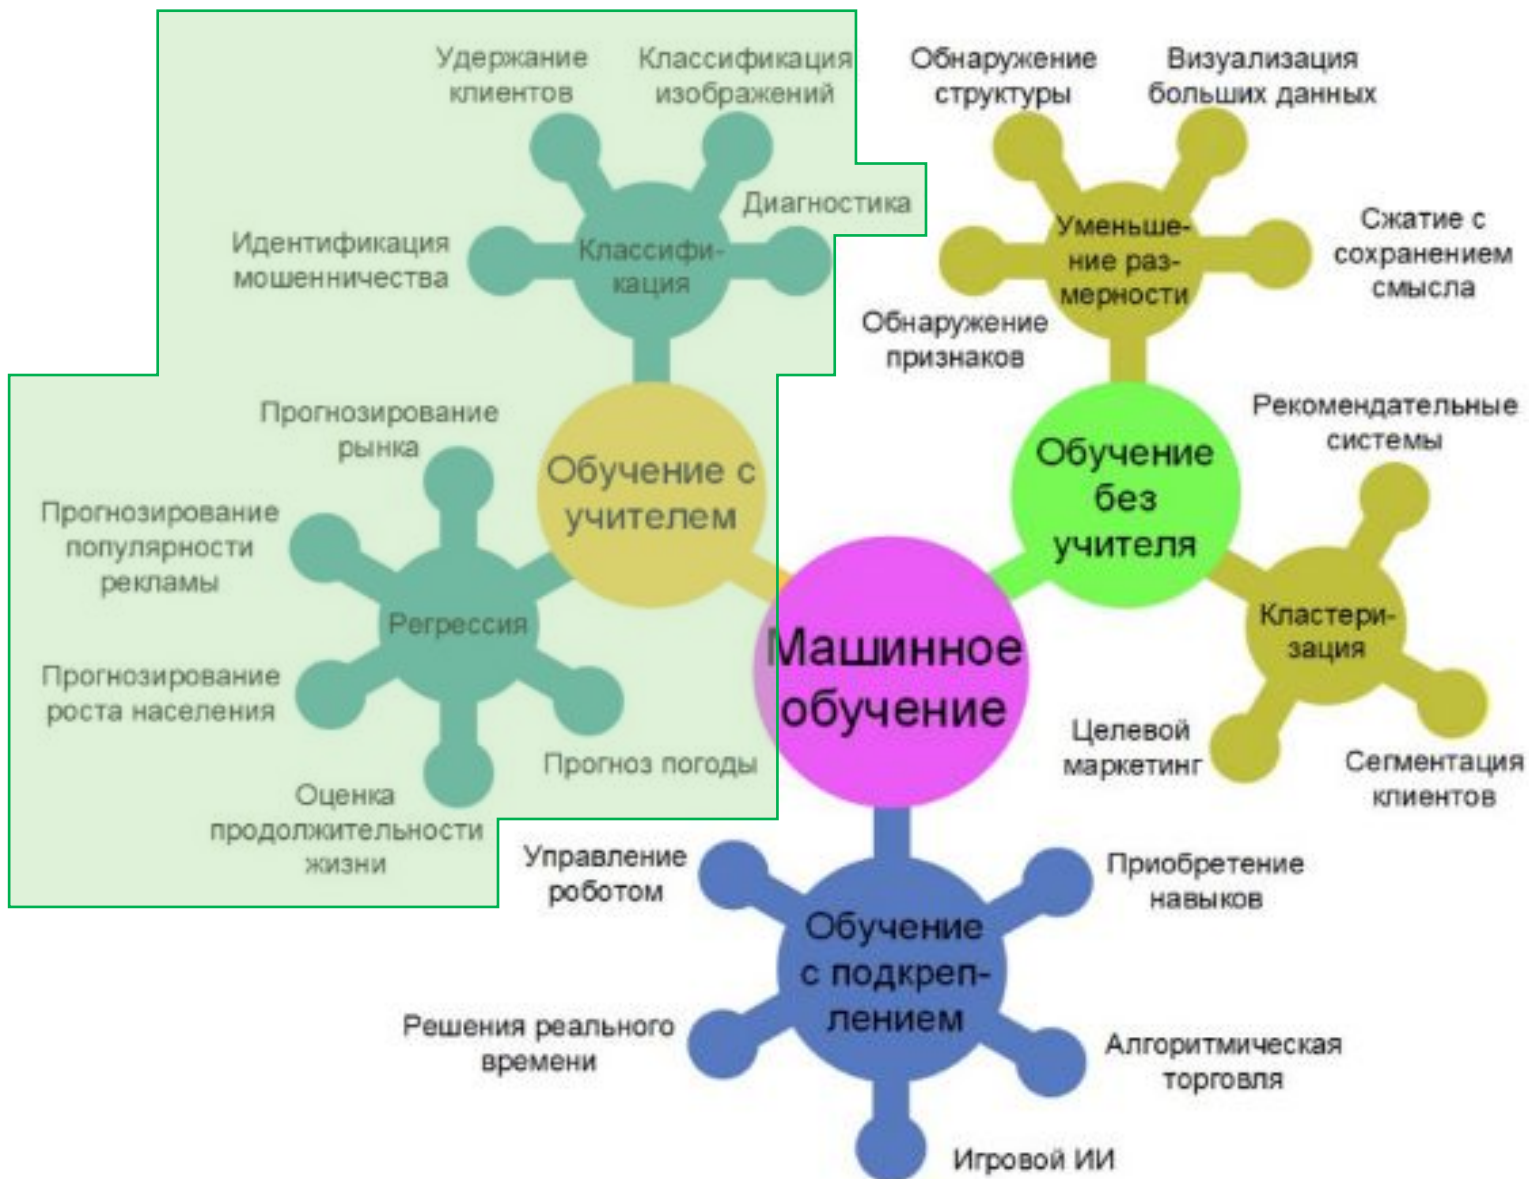 Удержание
клиентов
Классификация
изображений
Идентификация
мошенничества
Диагностика
Классифи-
кация
Обнаружение
структуры
Визуализация
больших данных
Уменьше-
ние раз-
мерности
Сжатие с
сохранением
смысла
Обнаружение
признаков
Прогнозирование
рынка
Обучение с
учителем
Прогнозирование
популярности
рекламы
Регрессия
Прогнозирование
роста населения
Оценка
продолжительности
жизни
Прогноз погоды
Машинное
обучение
Обучение
без
учителя
Рекомендательные
системы
Кластери-
зация
Целевой
маркетинг
Сегментация
клиентов
Управление
роботом
Приобретение
навыков
Обучение
с подкреп-
лением
Решения реального
времени
Алгоритмическая
торговля
Игровой ИИ